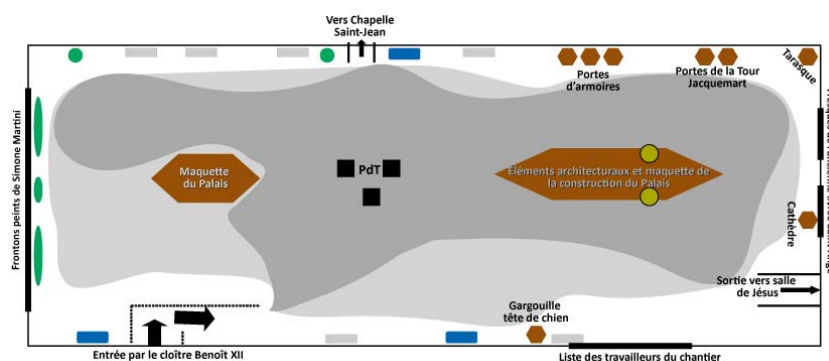 Vers Chapelle
Saint-Jean
Portes
d'armoires
Portes de la Tour
Jacquemart
Tarasque
Frontons peints de Simone Martini
Maquette
du Palais
PdT
Éléments architecturaux et maquette de
la construction du Palais
Cathèdre
Sortie vers salle
de Jésus
Gargouille
tête de chien
Entrée par le cloître Benoît XII
Liste des travailleurs du chantier